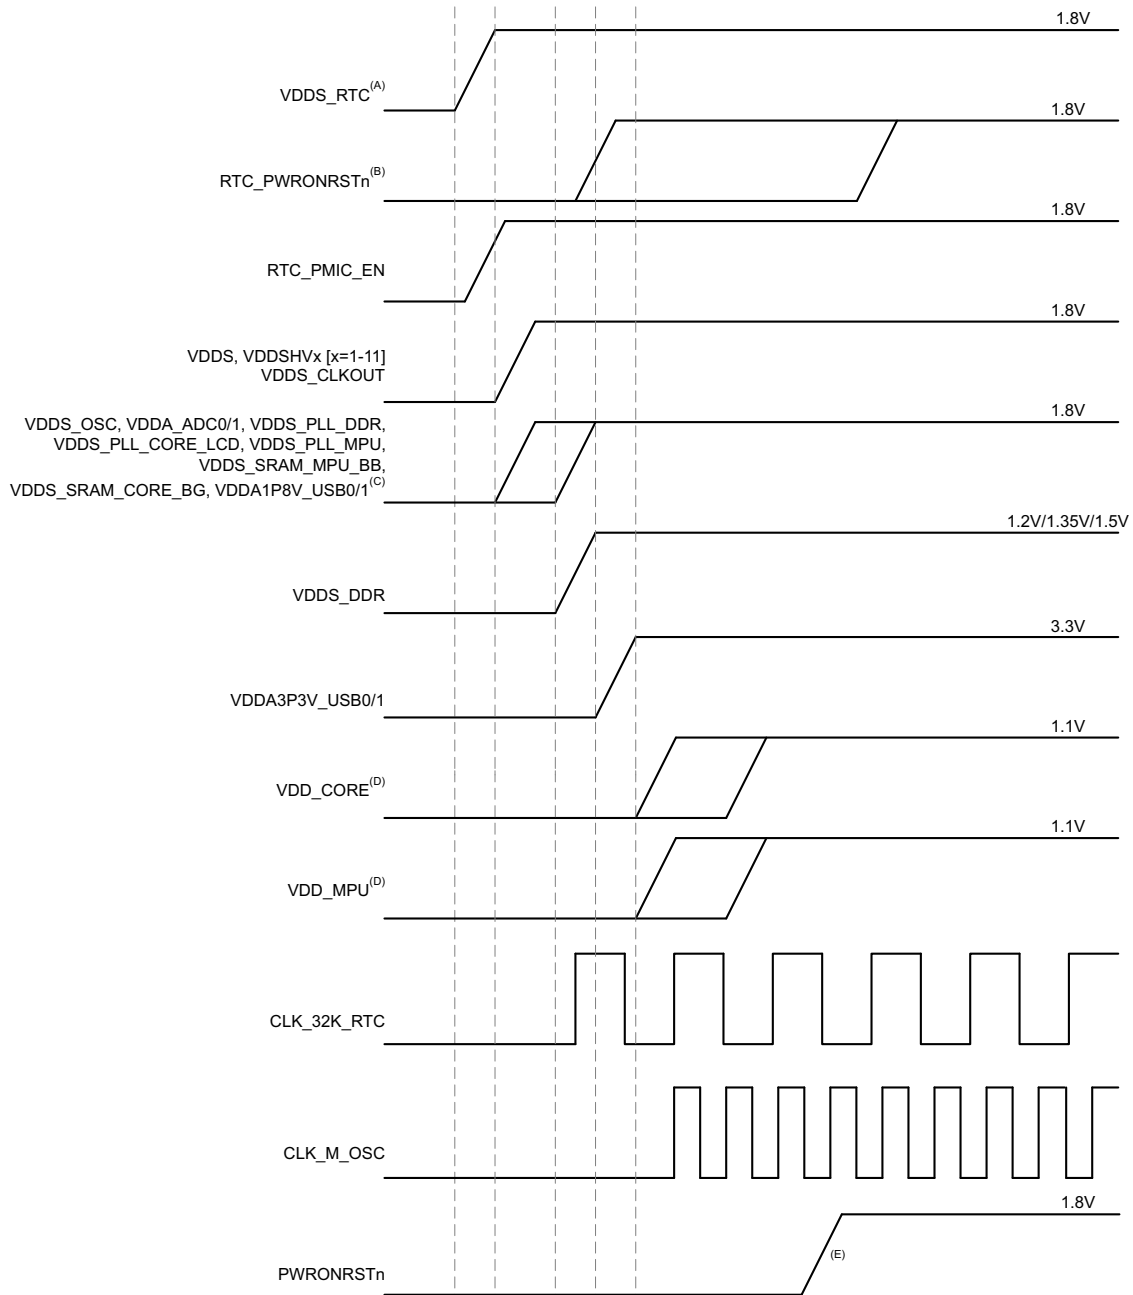 1.8V
VDDS_RTC(A)
1.8V
RTC_PWRONRSTn(B)
1.8V
RTC_PMIC_EN
1.8V
VDDS, VDDSHVx [x=1-11]
VDDS_CLKOUT
1.8V
VDDS_OSC, VDDA_ADC0/1, VDDS_PLL_DDR,
VDDS_PLL_CORE_LCD, VDDS_PLL_MPU,
VDDS_SRAM_MPU_BB,
VDDS_SRAM_CORE_BG, VDDA1P8V_USB0/1(C)
1.2V/1.35V/1.5V
VDDS_DDR
3.3V
VDDA3P3V_USB0/1
1.1V
VDD_CORE(D)
1.1V
VDD_MPU(D)
CLK_32K_RTC
CLK_M_OSC
1.8V
(E)
PWRONRSTn